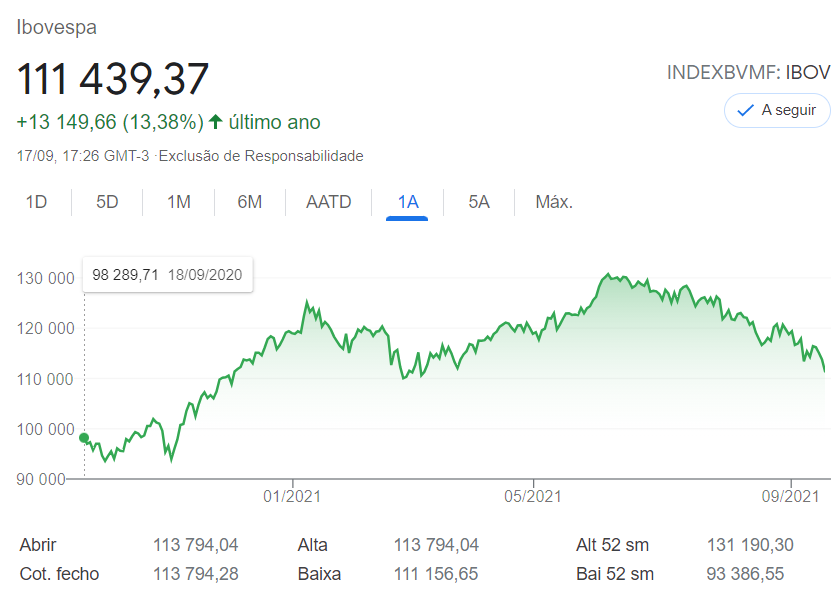 Ibovespa
111 439,37
INDEXBVMF: IBOV
+13 149,66 (13,38%) ↑ último ano
A seguir
17/09, 17:26 GMT-3 ·Exclusão de Responsabilidade
1D 5D 1M 6M AATD 1A 5A Máx.
98 289,71 18/09/2020
130 000
120 000
110 000
100 000
90 000
01/2021 05/2021 09/2021
Abrir 113 794,04 Alta 113 794,04 Alt 52 sm 131 190,30
Cot. fecho 113 794,28 Baixa 111 156,65 Bai 52 sm 93 386,55